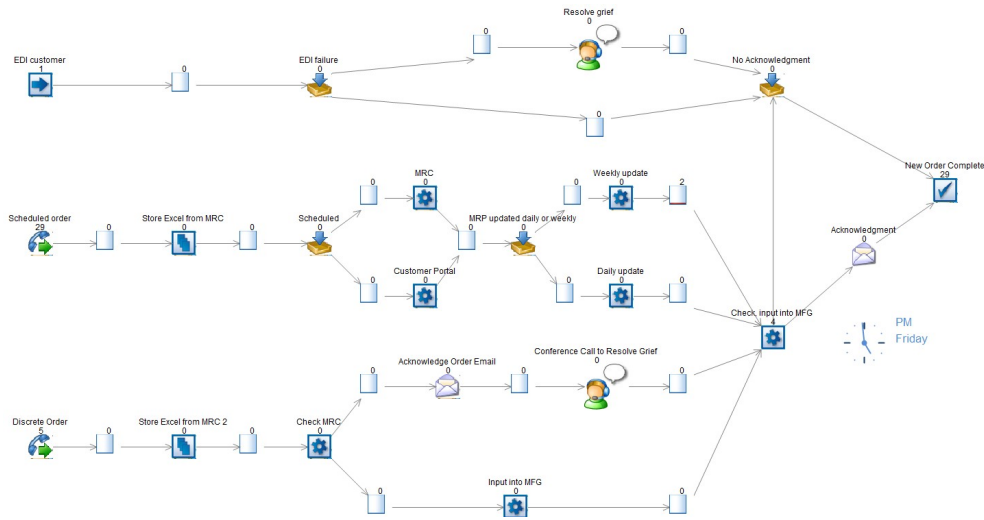 Resolve grief
0
0
0
EDI customer
1
0
EDI failure
0
No Acknowledgment
0
0
MRC
0
0
Weekly update
0
0
2
New Order Complete
29
Scheduled order
29
0
Store Excel from MRC
0
0
Scheduled
0
0
MRP updated daily or weekly
0
Acknowledgment
0
Customer Portal
0
0
Daily update
0
0
0
Check, input into MFG
4
PM
Friday
Acknowledge Order Email
0
0
0
Conference Call to Resolve Grief
0
0
Discrete Order
5
0
Store Excel from MRC 2
0
0
Check MRC
0
Input into MFG
0
0
0